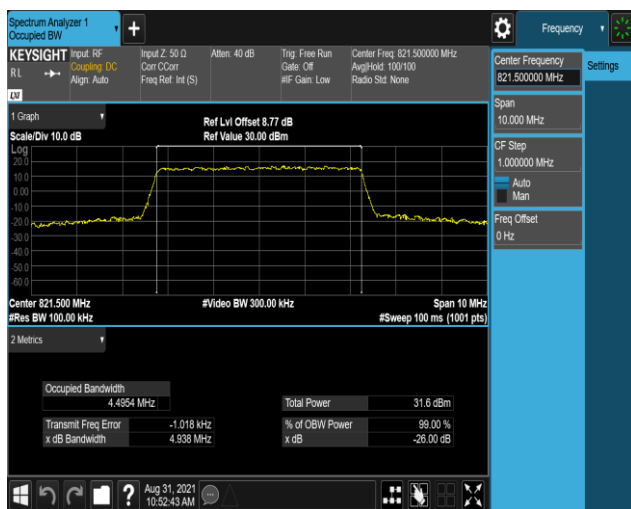 Spectrum Analyzer 1
Occupied BW
Frequency
KEYSIGHT
Input: RF
Coupling: DC
Align: Auto
Input Z: 50 Ω
Corr CCorr
Freq Ref: Int (S)
Atten: 40 dB
Trig: Free Run
Gate: Off
#IF Gain: Low
Center Freq: 821.500000 MHz
Avg|Hold: 100/100
Radio Std: None
RL
LXI
Center Frequency
821.500000 MHz
Settings
Span
10.000 MHz
CF Step
1.000000 MHz
Auto
Man
Freq Offset
0 Hz
1 Graph
Scale/Div 10.0 dB
Ref Lvl Offset 8.77 dB
Ref Value 30.00 dBm
Log
20.0
10.0
0.00
-10.0
-20.0
-30.0
-40.0
-50.0
-60.0
Center 821.500 MHz
#Video BW 300.00 kHz
Span 10 MHz
#Res BW 100.00 kHz
#Sweep 100 ms (1001 pts)
2 Metrics
Occupied Bandwidth
4.4954 MHz
Total Power 31.6 dBm
Transmit Freq Error -1.018 kHz
% of OBW Power 99.00 %
x dB Bandwidth 4.938 MHz
x dB -26.00 dB
?
Aug 31, 2021
10:52:43 AM